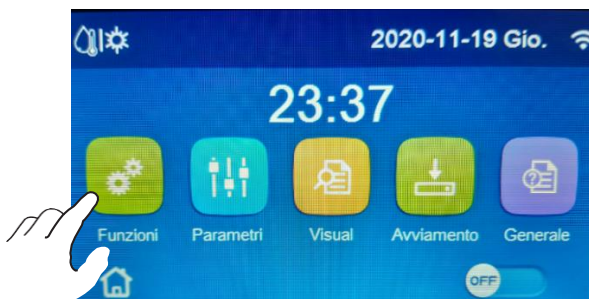 2020-11-19 Gio.
23:37
Funzioni Parametri Visual Avviamento Generale
OFF